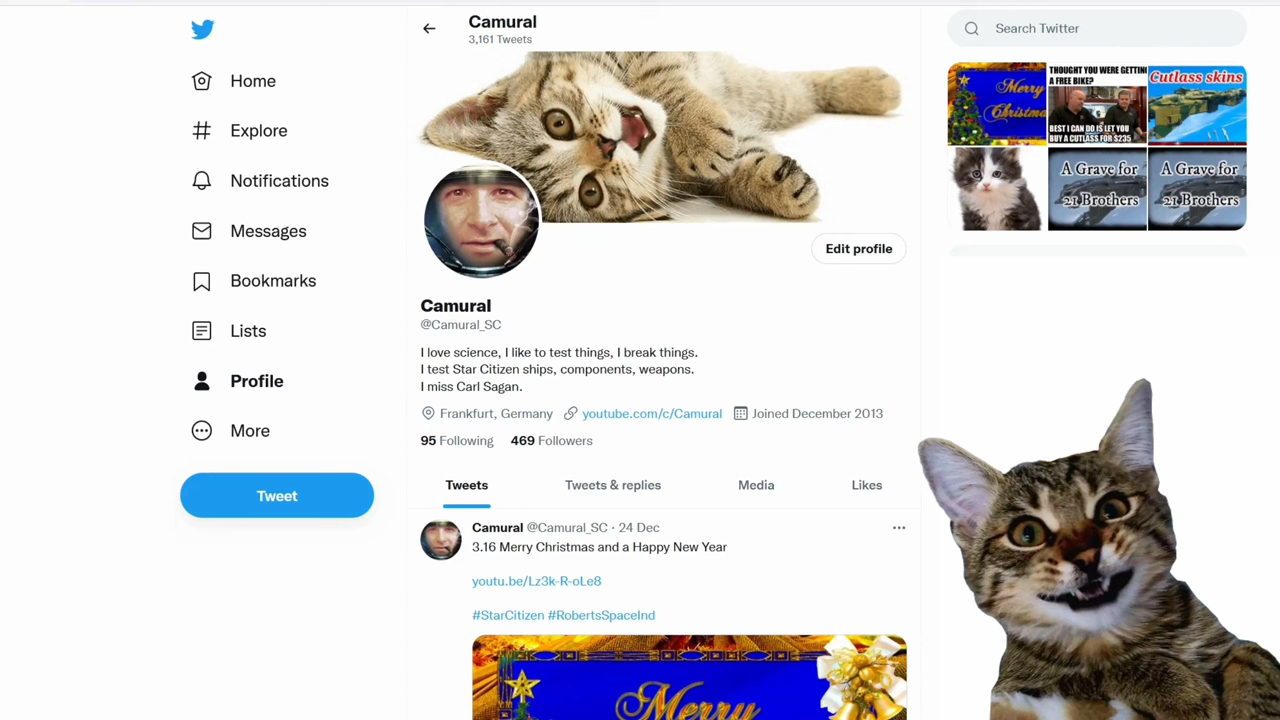 Camural
3,161 Tweets
Search Twitter
Home
Explore
Notifications
Messages
Bookmarks
Lists
Profile
More
Tweet
Edit profile
Camural
@Camural_SC
I love science, I like to test things, I break things.
I test Star Citizen ships, components, weapons.
I miss Carl Sagan.
Frankfurt, Germany youtube.com/c/Camural Joined December 2013
95 Following 469 Followers
Tweets Tweets & replies Media Likes
Camural @Camural_SC · 24 Dec
3.16 Merry Christmas and a Happy New Year
youtu.be/Lz3k-R-oLe8
#StarCitizen #RobertsSpaceInd
Merry
Merry
Christmas
THOUGHT YOU WERE GETTING
A FREE BIKE?
BEST I CAN DO IS LET YOU
BUY A CUTLASS FOR $235
Cutlass skins
A Grave for
21 Brothers
A Grave for
21 Brothers